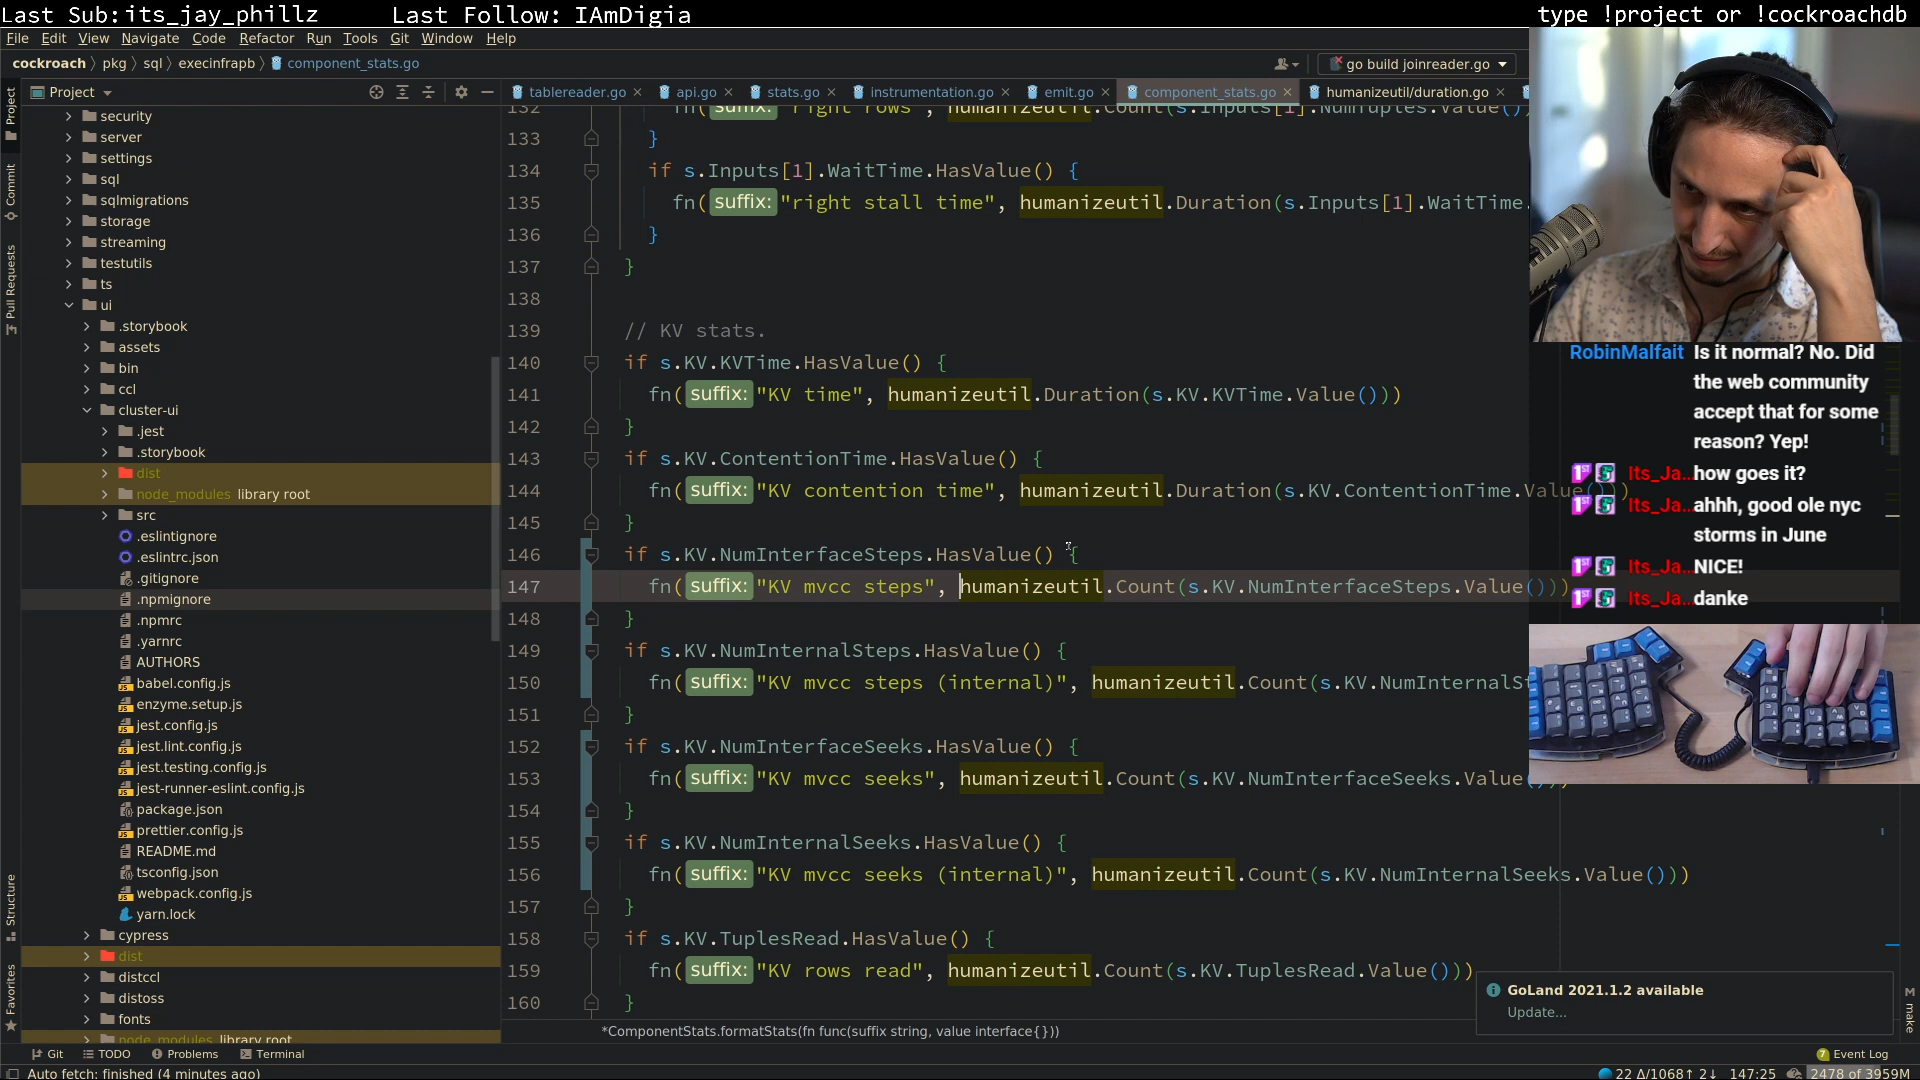 Last Sub:its_jay_phillz Last Follow: IAmDigia type !project or !cockroachdb
File Edit View Navigate Code Refactor Run Tools Git Window Help
cockroach pkg sql execinfrapb component_stats.go go build joinreader.go
Project tablereader.go api.go stats.go instrumentation.go emit.go component_stats.go humanizeutil/duration.go
Project
Commit
Pull Requests
Structure
Favorites
security
server
settings
sql
sqlmigrations
storage
streaming
testutils
ts
ui
.storybook
assets
bin
ccl
cluster-ui
.jest
.storybook
dist
node_modules library root
src
.eslintignore
.eslintrc.json
.gitignore
.npmignore
.npmrc
.yarnrc
AUTHORS
babel.config.js
enzyme.setup.js
jest.config.js
jest.lint.config.js
jest.testing.config.js
jest-runner-eslint.config.js
package.json
prettier.config.js
README.md
tsconfig.json
webpack.config.js
yarn.lock
cypress
dist
distccl
distoss
fonts
node_modules library root
132 fn(suffix: "right rows", humanizeutil.Count(s.Inputs[1].NumTuples.Value()
133 }
134 if s.Inputs[1].WaitTime.HasValue() {
135 fn(suffix: "right stall time", humanizeutil.Duration(s.Inputs[1].WaitTime.
136 }
137 }
138
139 // KV stats.
140 if s.KV.KVTime.HasValue() {
141 fn(suffix: "KV time", humanizeutil.Duration(s.KV.KVTime.Value()))
142 }
143 if s.KV.ContentionTime.HasValue() {
144 fn(suffix: "KV contention time", humanizeutil.Duration(s.KV.ContentionTime.Value()))
145 }
146 if s.KV.NumInterfaceSteps.HasValue() {
147 fn(suffix: "KV mvcc steps", humanizeutil.Count(s.KV.NumInterfaceSteps.Value()))
148 }
149 if s.KV.NumInternalSteps.HasValue() {
150 fn(suffix: "KV mvcc steps (internal)", humanizeutil.Count(s.KV.NumInternalSt
151 }
152 if s.KV.NumInterfaceSeeks.HasValue() {
153 fn(suffix: "KV mvcc seeks", humanizeutil.Count(s.KV.NumInterfaceSeeks.Value()))
154 }
155 if s.KV.NumInternalSeeks.HasValue() {
156 fn(suffix: "KV mvcc seeks (internal)", humanizeutil.Count(s.KV.NumInternalSeeks.Value()))
157 }
158 if s.KV.TuplesRead.HasValue() {
159 fn(suffix: "KV rows read", humanizeutil.Count(s.KV.TuplesRead.Value()))
160 }
*ComponentStats.formatStats(fn func(suffix string, value interface{}))
RobinMalfait Is it normal? No. Did
the web community
accept that for some
reason? Yep!
Its_Ja... how goes it?
Its_Ja... ahhh, good ole nyc
storms in June
Its_Ja... NICE!
Its_Ja... danke
GoLand 2021.1.2 available
Update...
make
Git TODO Problems Terminal 7 Event Log
Auto fetch: finished (4 minutes ago) 22 Δ/1068↑ 2↓ 147:25 2478 of 3959M